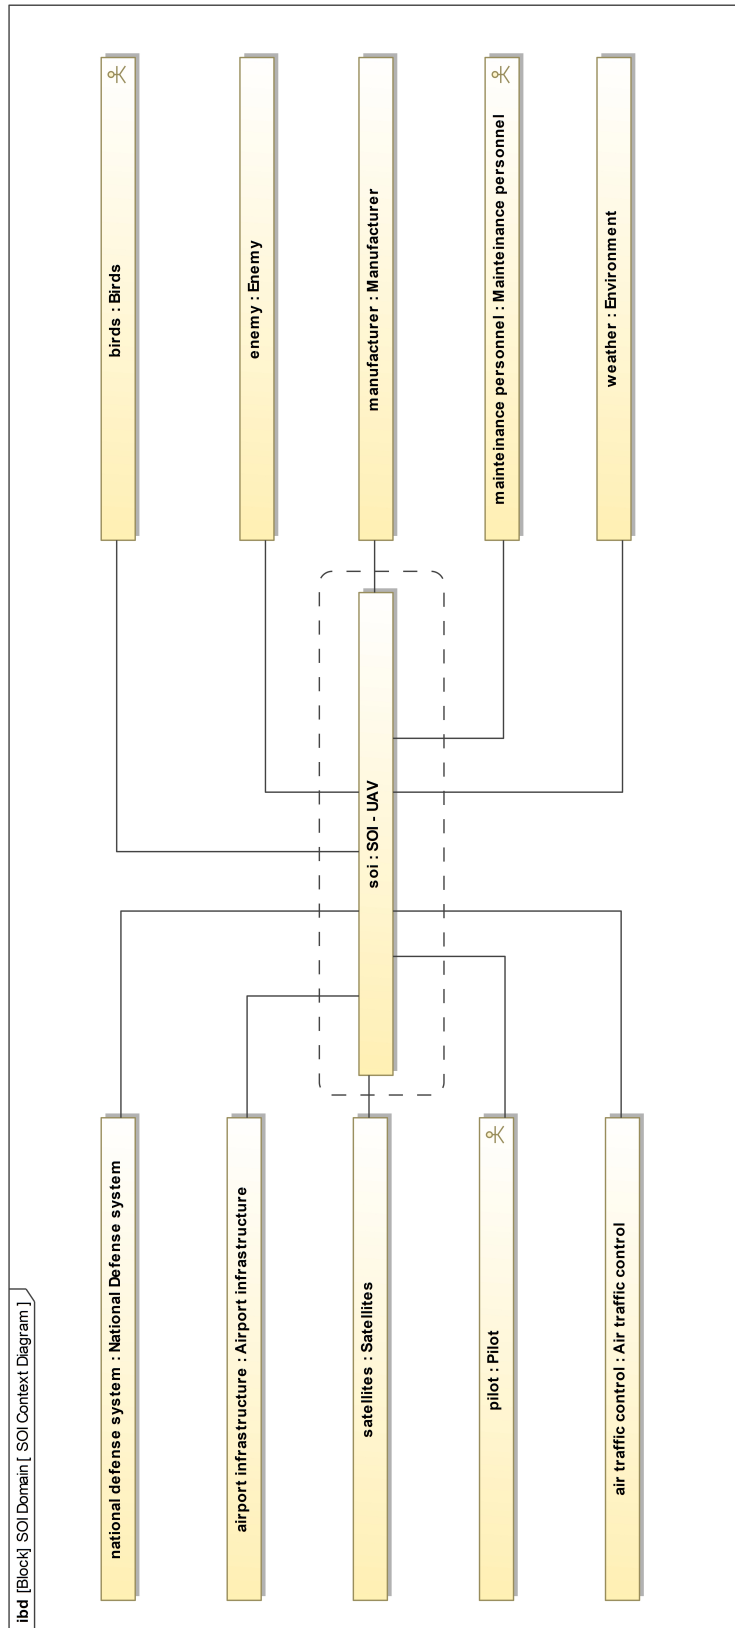 ibd [Block] SOI Domain [ SOI Context Diagram ]
national defense system : National Defense system
birds : Birds
airport infrastructure : Airport infrastructure
enemy : Enemy
satellites : Satellites
soi : SOI - UAV
manufacturer : Manufacturer
pilot : Pilot
mainteinance personnel : Mainteinance personnel
air traffic control : Air traffic control
weather : Environment